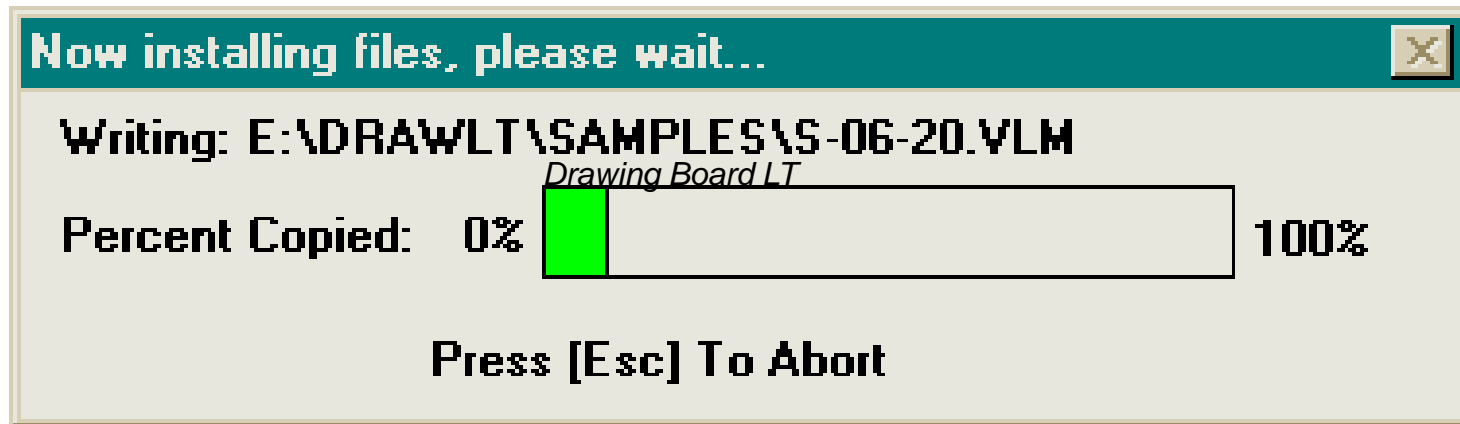 Now installing files, please wait...
Writing: E:\DRAWLT\SAMPLES\S-06-20.VLM
Drawing Board LT
Percent Copied: 0% 100%
Press [Esc] To Abort